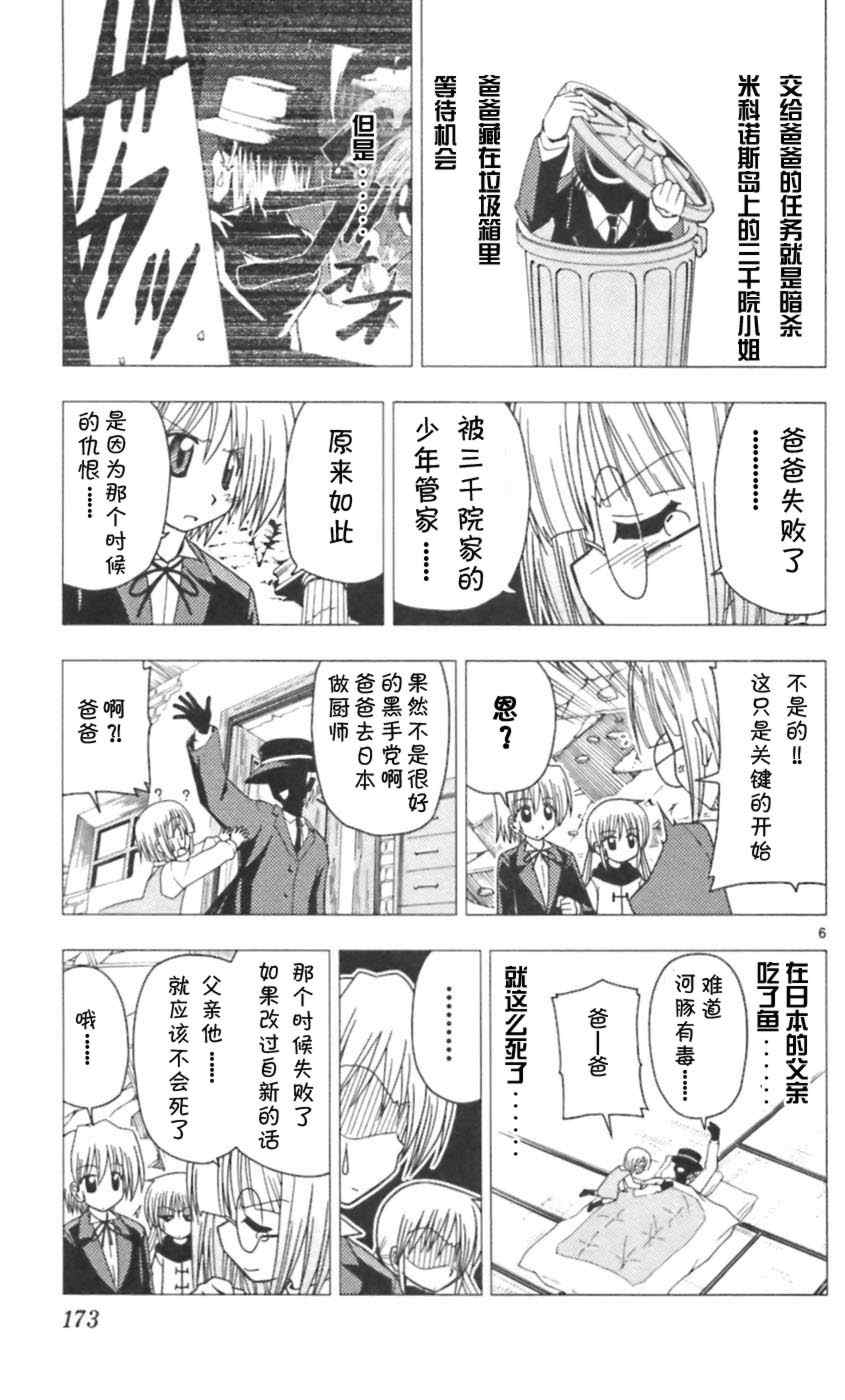 交给爸爸的任务就是暗杀
米科诺斯岛上的三千院小姐
爸爸藏在垃圾箱里
等待机会
但是………
爸爸失败了
………
被三千院家的
少年管家……
原来如此
是因为那个时候
的仇恨……
不是的!!
这只是关键的开始
恩?
果然不是很好
的黑手党啊
爸爸去日本
做厨师
啊?!
爸爸
6
在日本的父亲
吃了鱼......
难道
河豚有毒……
爸—爸
就这么死了......
………
那个时候失败了
如果改过自新的话
父亲他……
就应该不会死了
哦……
173